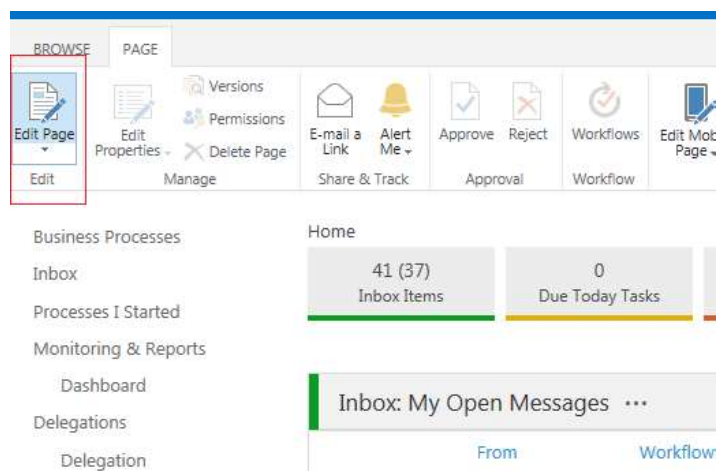 BROWSE PAGE
Edit Page
Edit
Edit
Properties
Versions
Permissions
Delete Page
Manage
E-mail a
Link
Alert
Me
Share & Track
Approve
Reject
Approval
Workflows
Workflow
Edit Mob
Page
Business Processes
Inbox
Processes I Started
Monitoring & Reports
Dashboard
Delegations
Delegation
Home
41 (37)
Inbox Items
0
Due Today Tasks
Inbox: My Open Messages ...
From Workflow